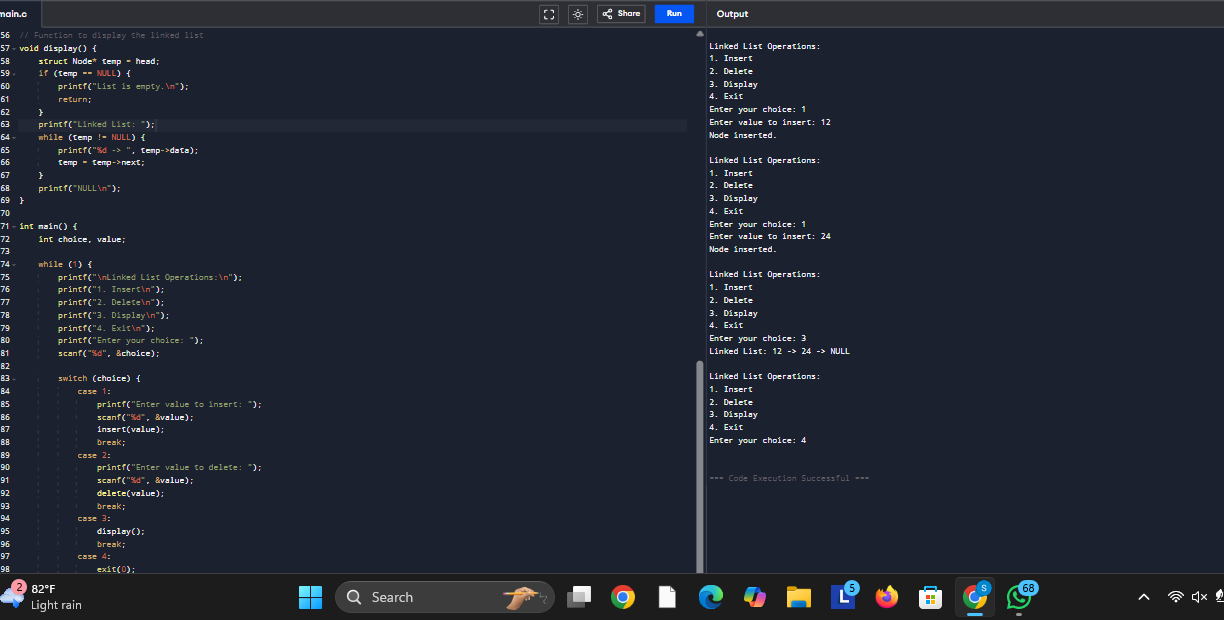 main.c
Share
Run
Output
56 // Function to display the linked list
57 void display() {
58 struct Node* temp = head;
59 if (temp == NULL) {
60 printf("List is empty.\n");
61 return;
62 }
63 printf("Linked List: ");
64 while (temp != NULL) {
65 printf("%d -> ", temp->data);
66 temp = temp->next;
67 }
68 printf("NULL\n");
69 }
70
71 int main() {
72 int choice, value;
73
74 while (1) {
75 printf("\nLinked List Operations:\n");
76 printf("1. Insert\n");
77 printf("2. Delete\n");
78 printf("3. Display\n");
79 printf("4. Exit\n");
80 printf("Enter your choice: ");
81 scanf("%d", &choice);
82
83 switch (choice) {
84 case 1:
85 printf("Enter value to insert: ");
86 scanf("%d", &value);
87 insert(value);
88 break;
89 case 2:
90 printf("Enter value to delete: ");
91 scanf("%d", &value);
92 delete(value);
93 break;
94 case 3:
95 display();
96 break;
97 case 4:
98 exit(0);
Linked List Operations:
1. Insert
2. Delete
3. Display
4. Exit
Enter your choice: 1
Enter value to insert: 12
Node inserted.
Linked List Operations:
1. Insert
2. Delete
3. Display
4. Exit
Enter your choice: 1
Enter value to insert: 24
Node inserted.
Linked List Operations:
1. Insert
2. Delete
3. Display
4. Exit
Enter your choice: 3
Linked List: 12 -> 24 -> NULL
Linked List Operations:
1. Insert
2. Delete
3. Display
4. Exit
Enter your choice: 4
=== Code Execution Successful ===
2
82°F
Light rain
Search
L
5
S
68